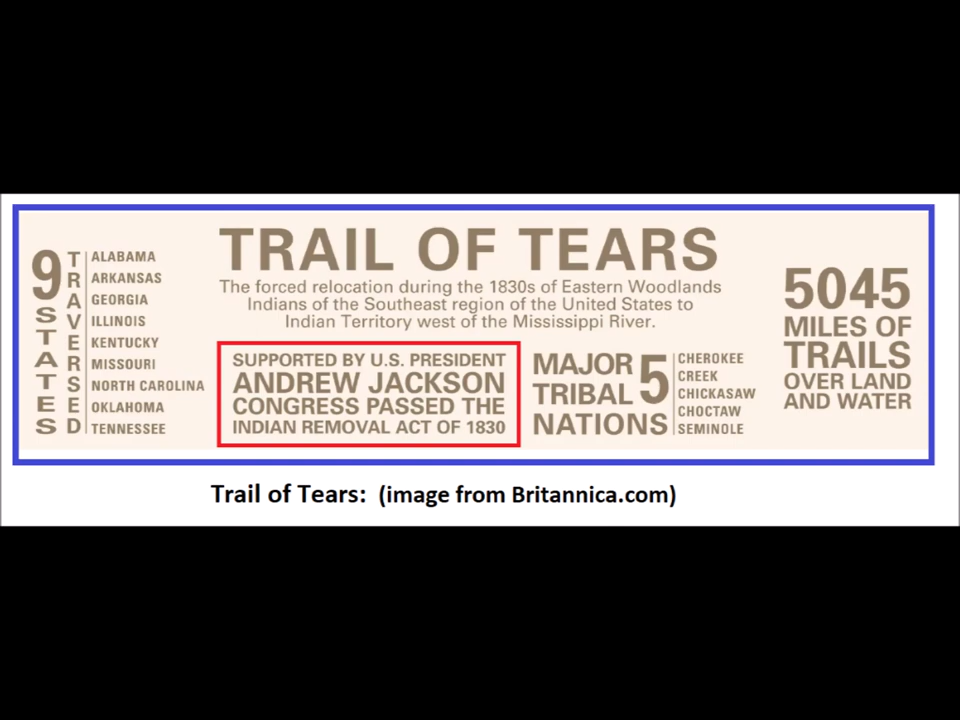 TRAIL OF TEARS
The forced relocation during the 1830s of Eastern Woodlands
Indians of the Southeast region of the United States to
Indian Territory west of the Mississippi River.
9
STATES
TRAVERSED
ALABAMA
ARKANSAS
GEORGIA
ILLINOIS
KENTUCKY
MISSOURI
NORTH CAROLINA
OKLAHOMA
TENNESSEE
SUPPORTED BY U.S. PRESIDENT
ANDREW JACKSON
CONGRESS PASSED THE
INDIAN REMOVAL ACT OF 1830
MAJOR
TRIBAL
NATIONS
5
CHEROKEE
CREEK
CHICKASAW
CHOCTAW
SEMINOLE
5045
MILES OF
TRAILS
OVER LAND
AND WATER
Trail of Tears: (image from Britannica.com)